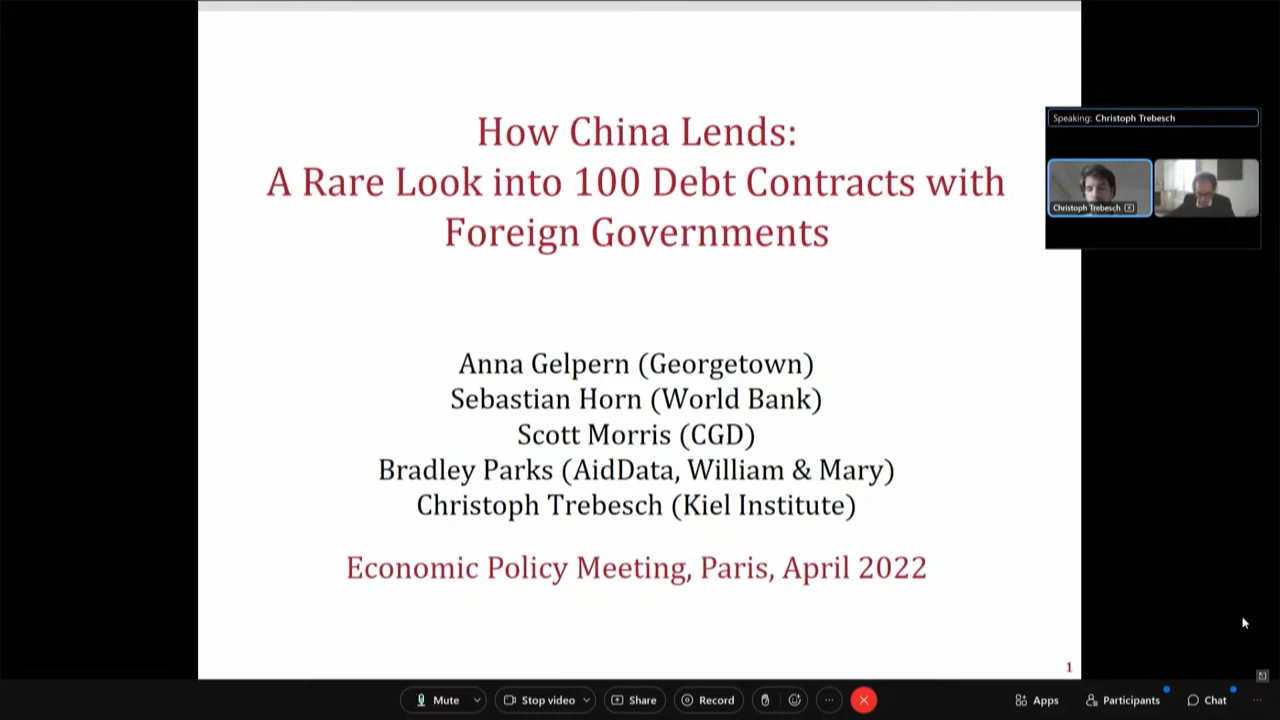 How China Lends:
A Rare Look into 100 Debt Contracts with
Foreign Governments
Anna Gelpern (Georgetown)
Sebastian Horn (World Bank)
Scott Morris (CGD)
Bradley Parks (AidData, William & Mary)
Christoph Trebesch (Kiel Institute)
Economic Policy Meeting, Paris, April 2022
1
Speaking: Christoph Trebesch
Christoph Trebesch
Mute
Stop video
Share
Record
Apps
Participants
Chat